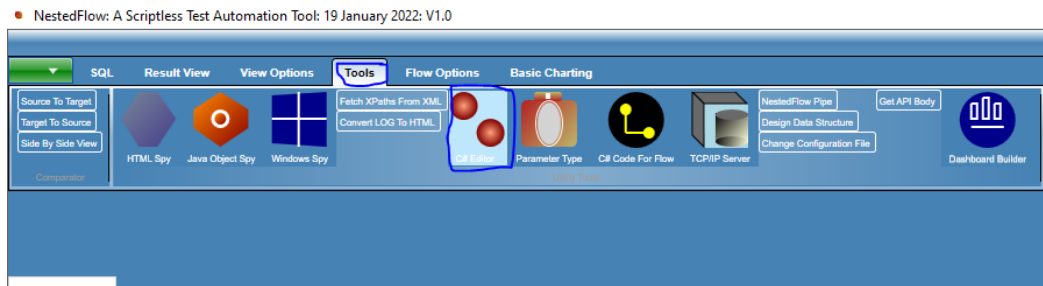 NestedFlow: A Scriptless Test Automation Tool: 19 January 2022: V1.0
SQL Result View View Options Tools Flow Options Basic Charting
Source To Target
Target To Source
Side By Side View
Comparator
HTML Spy
Java Object Spy
Windows Spy
Fetch XPaths From XML
Convert LOG To HTML
C# Editor
Parameter Type
C# Code For Flow
TCP/IP Server
NestedFlow Pipe
Design Data Structure
Change Configuration File
Get API Body
Dashboard Builder